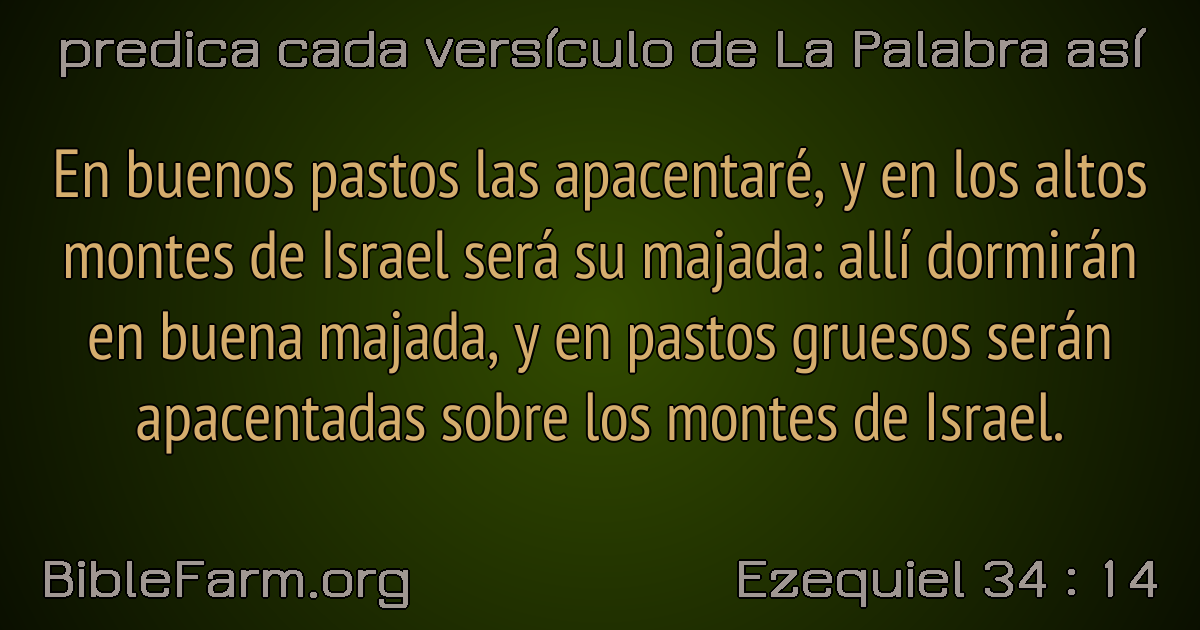 predica cada versículo de La Palabra así
En buenos pastos las apacentaré, y en los altos
montes de Israel será su majada: allí dormirán
en buena majada, y en pastos gruesos serán
apacentadas sobre los montes de Israel.
BibleFarm.org
Ezequiel 34 : 14